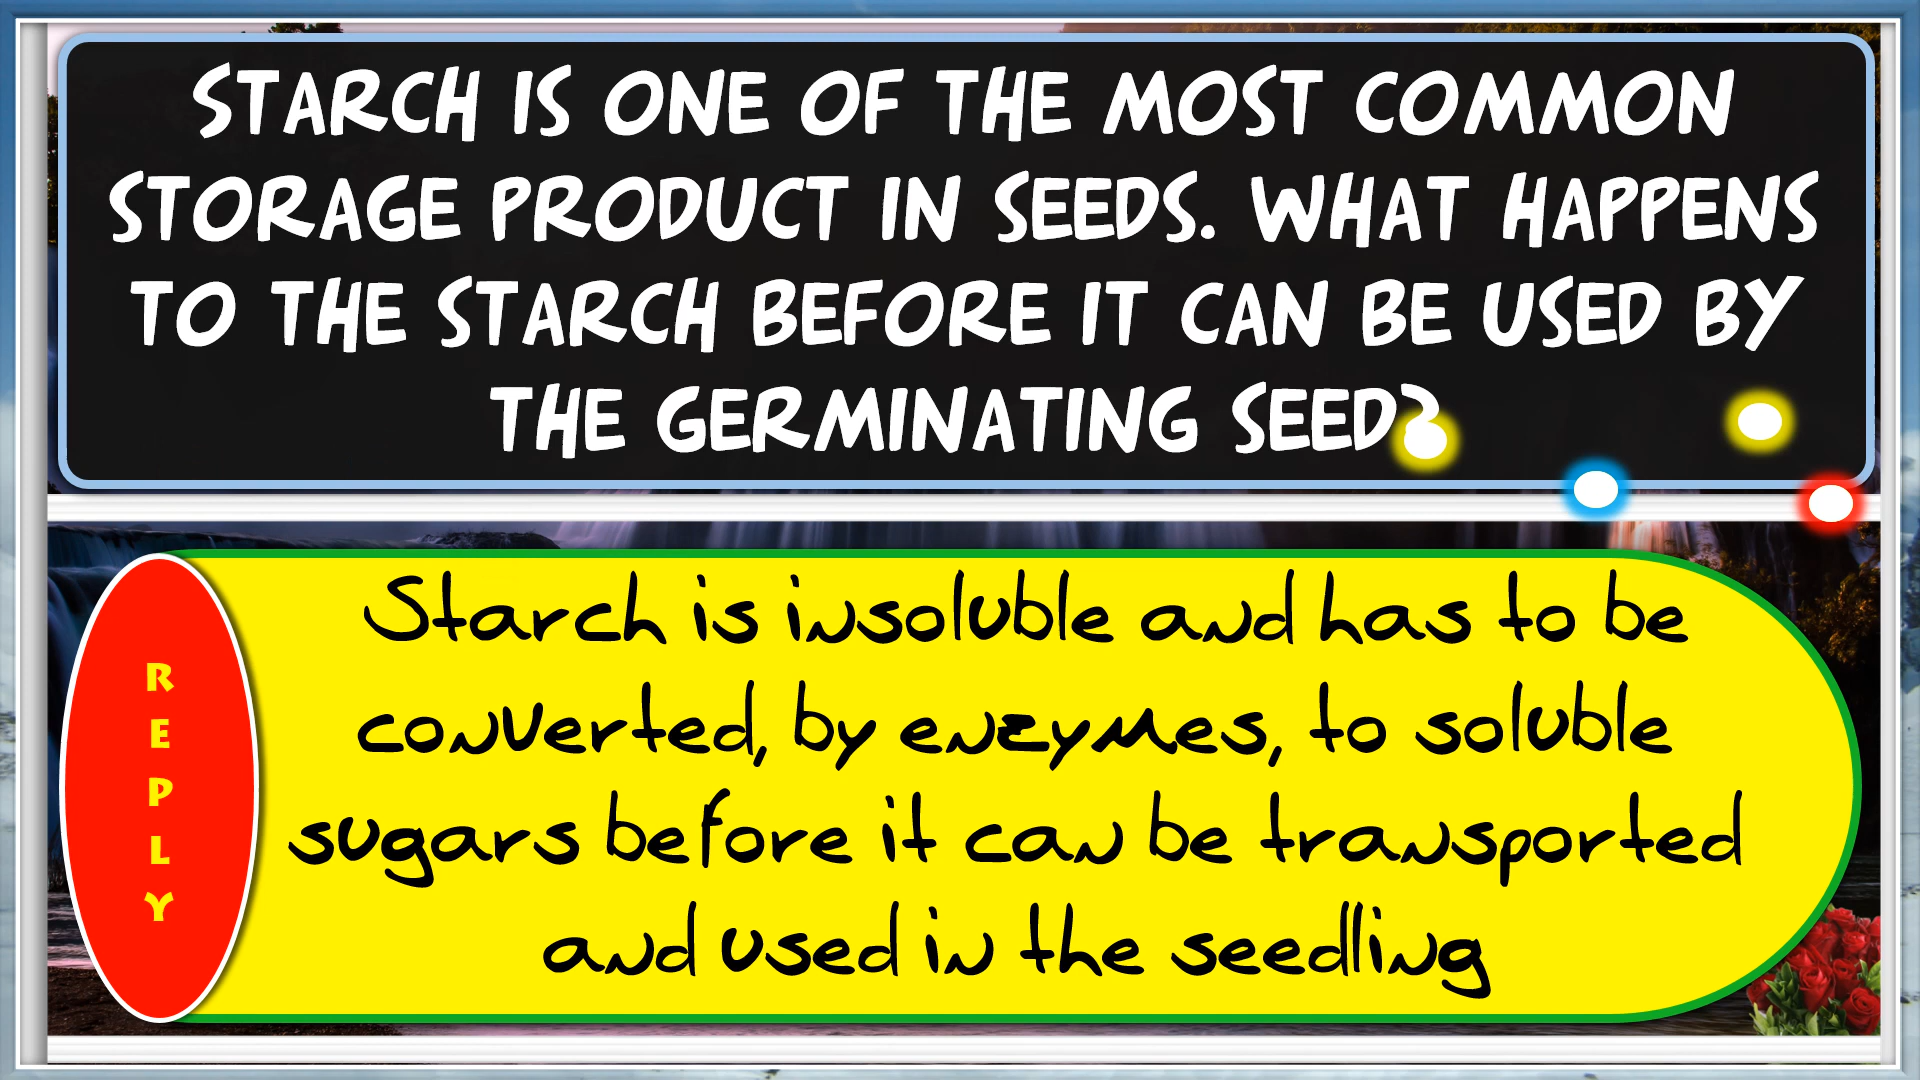 STARCH IS ONE OF THE MOST COMMON
STORAGE PRODUCT IN SEEDS. WHAT HAPPENS
TO THE STARCH BEFORE IT CAN BE USED BY
THE GERMINATING SEED?
REPLY
Starch is insoluble and has to be
converted, by enzymes, to soluble
sugars before it can be transported
and used in the seedling